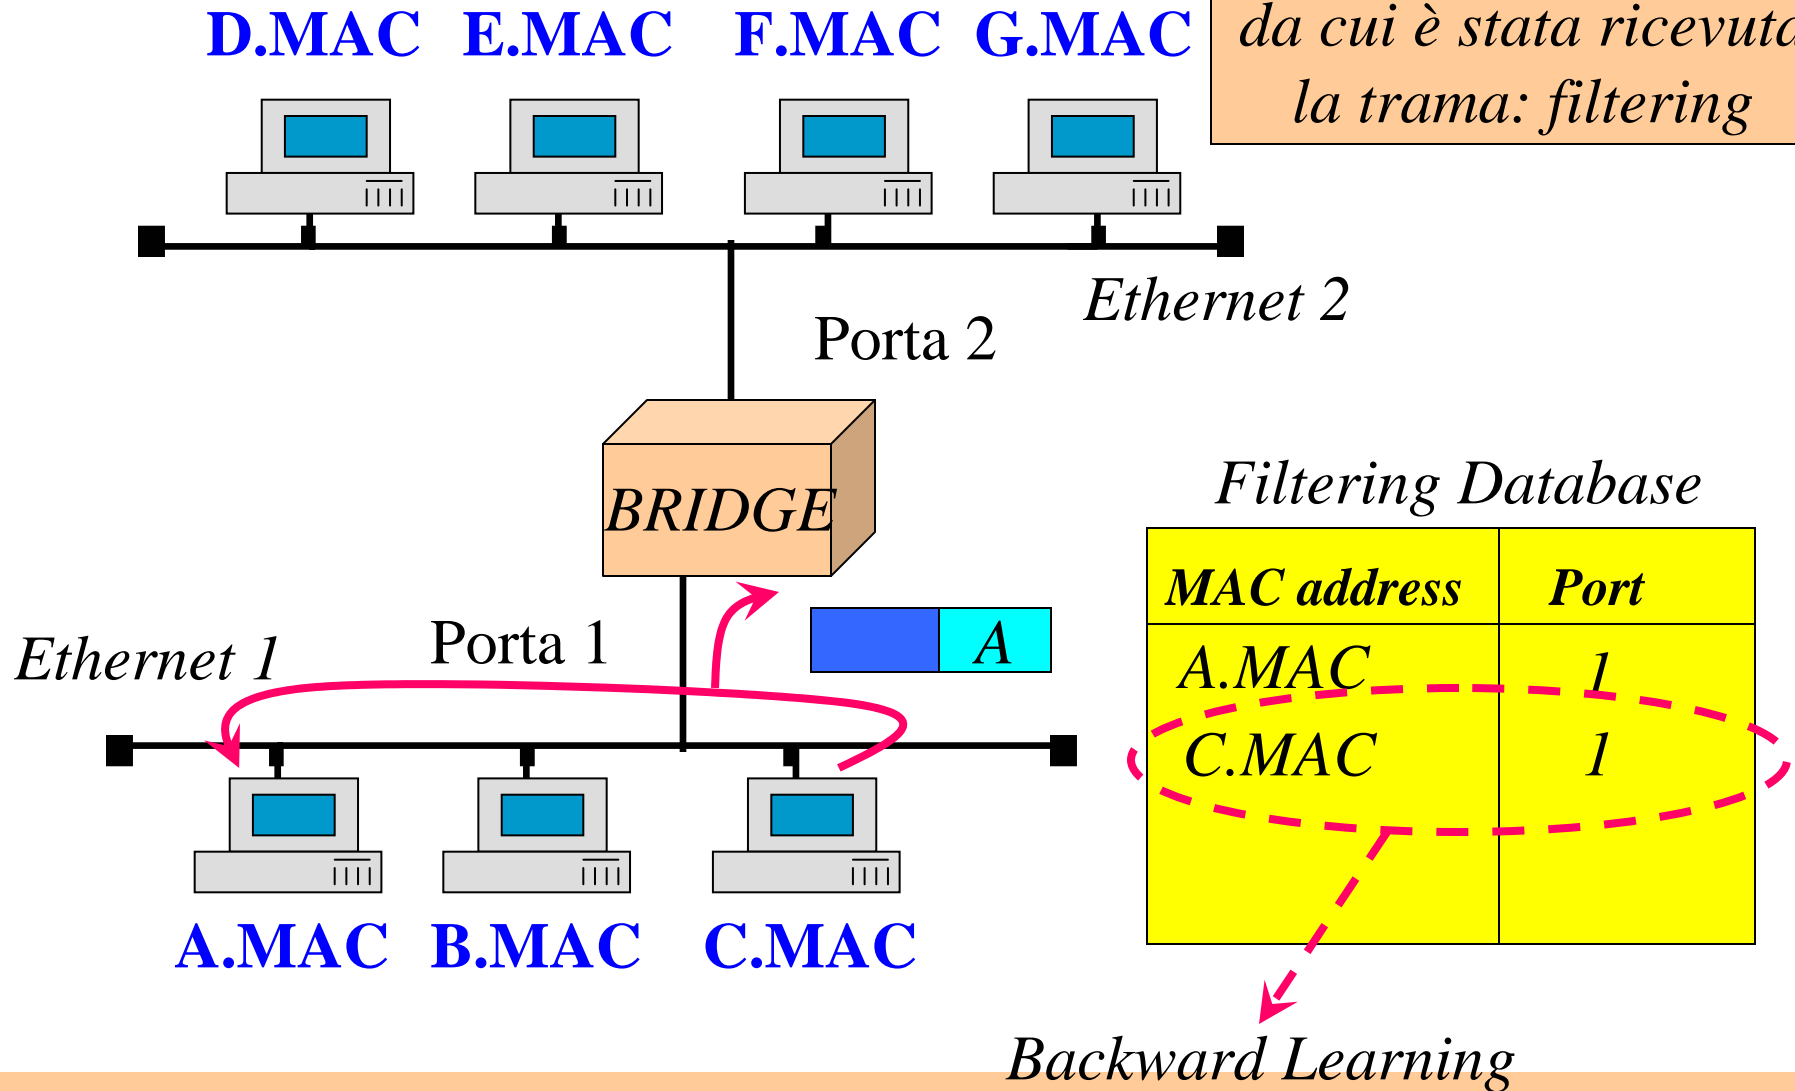 da cui è stata ricevuta
la trama: filtering
D.MAC E.MAC F.MAC G.MAC
Ethernet 2
Porta 2
BRIDGE
Filtering Database
MAC address Port
A.MAC 1
C.MAC 1
Ethernet 1
Porta 1
A
A.MAC B.MAC C.MAC
Backward Learning